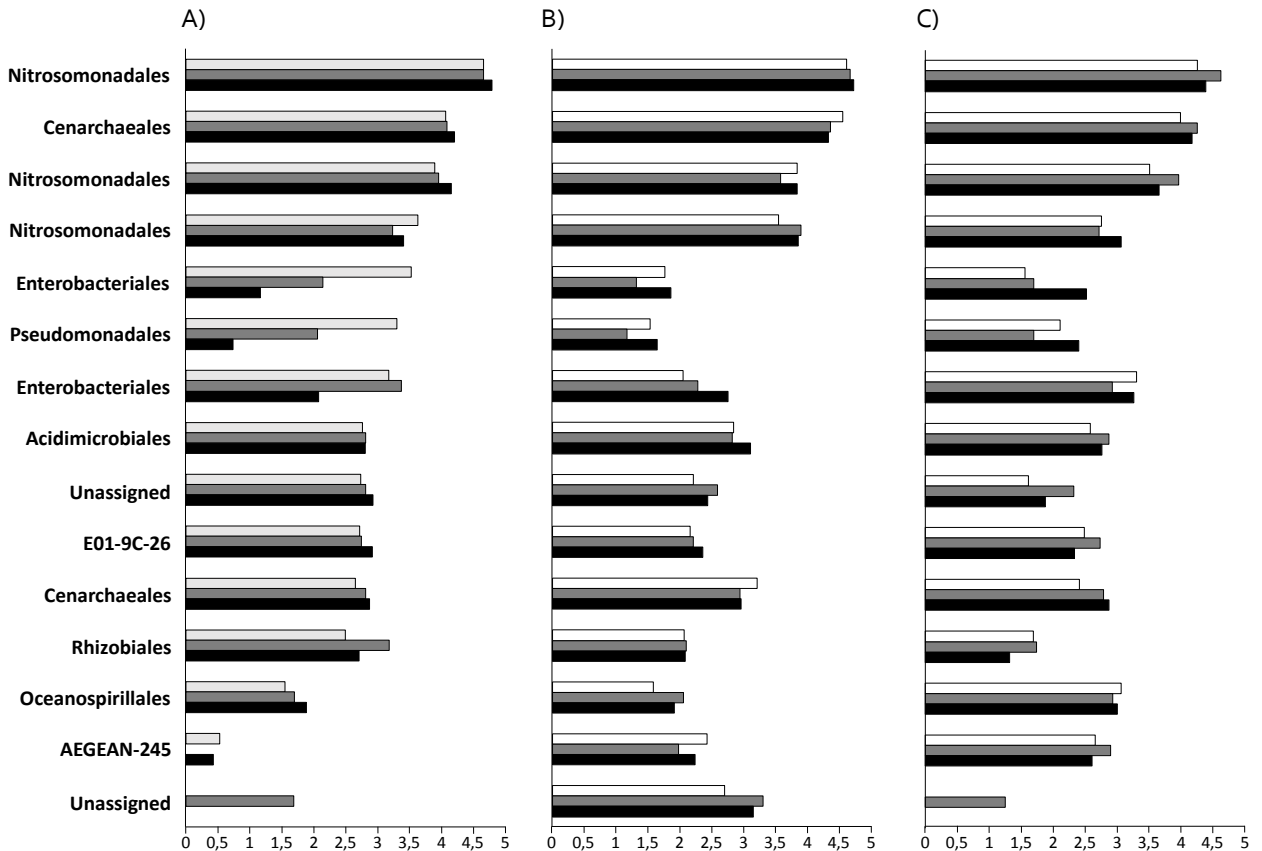 A) B) C)
Nitrosomonadales
Cenarchaeales
Nitrosomonadales
Nitrosomonadales
Enterobacteriales
Pseudomonadales
Enterobacteriales
Acidimicrobiales
Unassigned
E01-9C-26
Cenarchaeales
Rhizobiales
Oceanospirillales
AEGEAN-245
Unassigned
0 0,5 1 1,5 2 2,5 3 3,5 4 4,5 5 0 0,5 1 1,5 2 2,5 3 3,5 4 4,5 5 0 0,5 1 1,5 2 2,5 3 3,5 4 4,5 5